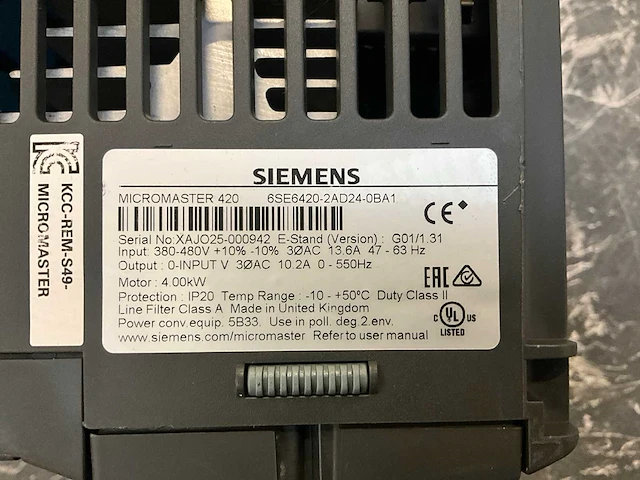 SIEMENS
MICROMASTER 420 6SE6420-2AD24-0BA1
Serial No:XAJO25-000942 E-Stand (Version) : G01/1.31
Input: 380-480V +10% -10% 3ØAC 13.6A 47 - 63 Hz
Output : 0-INPUT V 3ØAC 10.2A 0 - 550Hz
Motor : 4.00kW
Protection : IP20 Temp Range : -10 - +50°C Duty Class II
Line Filter Class A Made in United Kingdom
Power conv.equip. 5B33. Use in poll. deg 2.env.
www.siemens.com/micromaster Refer to user manual
CE
EAC
C UL US
LISTED
KCC-REM-S49-
MICROMASTER